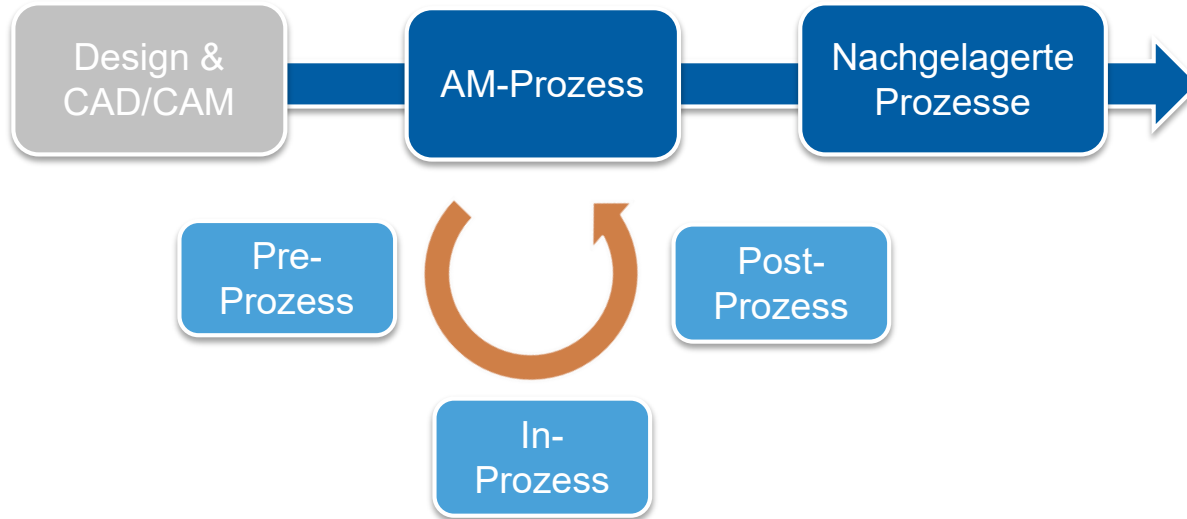 Design &
CAD/CAM
AM-Prozess
Nachgelagerte
Prozesse
Pre-
Prozess
Post-
Prozess
In-
Prozess